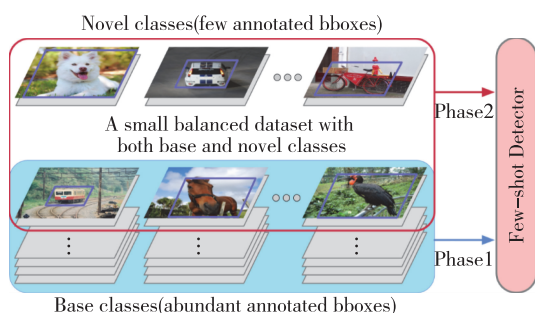 Novel classes(few annotated bboxes)
A small balanced dataset with
both base and novel classes
Phase2
Few-shot Detector
Phase1
Base classes(abundant annotated bboxes)